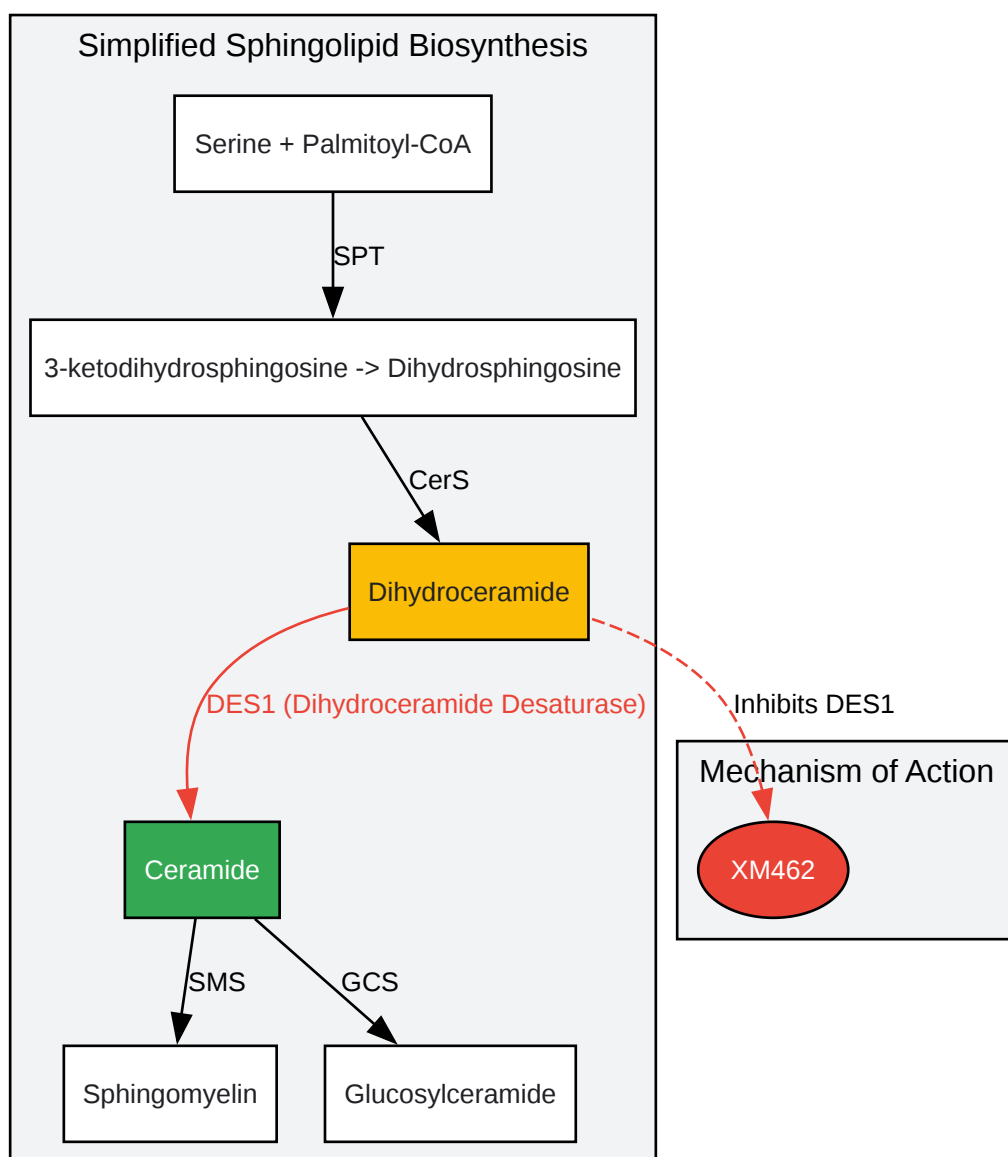 Simplified Sphingolipid Biosynthesis
Serine + Palmitoyl-CoA
SPT
3-ketodihydrosphingosine -> Dihydrosphingosine
CerS
Dihydroceramide
DES1 (Dihydroceramide Desaturase)
Inhibits DES1
Mechanism of Action
Ceramide
XM462
SMS
GCS
Sphingomyelin
Glucosylceramide